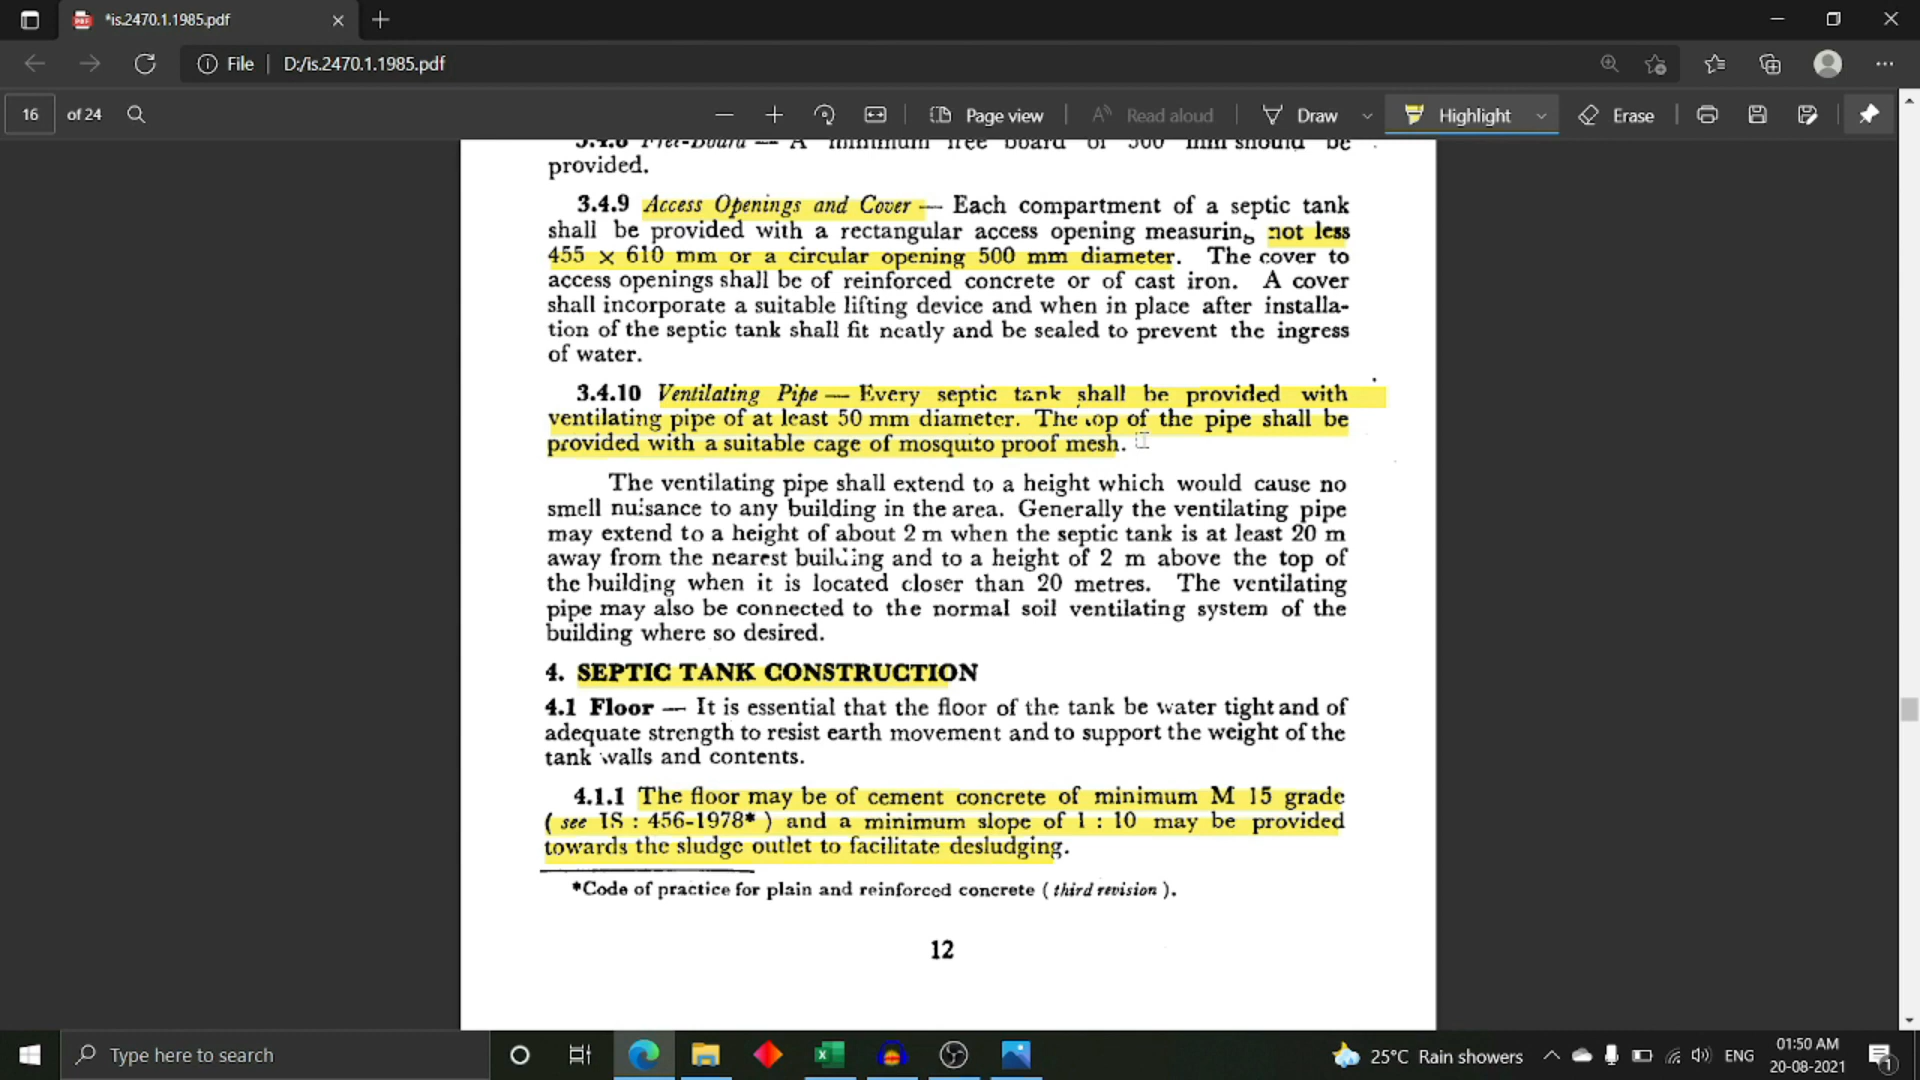 *is.2470.1.1985.pdf
File D:/is.2470.1.1985.pdf
16 of 24 Page view Read aloud Draw Highlight Erase
3.4.8 Free-Board — A minimum free board of 300 mm should be
provided.
3.4.9 Access Openings and Cover — Each compartment of a septic tank
shall be provided with a rectangular access opening measuring not less
455 × 610 mm or a circular opening 500 mm diameter. The cover to
access openings shall be of reinforced concrete or of cast iron. A cover
shall incorporate a suitable lifting device and when in place after installa-
tion of the septic tank shall fit neatly and be sealed to prevent the ingress
of water.
3.4.10 Ventilating Pipe — Every septic tank shall be provided with
ventilating pipe of at least 50 mm diameter. The top of the pipe shall be
provided with a suitable cage of mosquito proof mesh.
The ventilating pipe shall extend to a height which would cause no
smell nuisance to any building in the area. Generally the ventilating pipe
may extend to a height of about 2 m when the septic tank is at least 20 m
away from the nearest building and to a height of 2 m above the top of
the building when it is located closer than 20 metres. The ventilating
pipe may also be connected to the normal soil ventilating system of the
building where so desired.
4. SEPTIC TANK CONSTRUCTION
4.1 Floor — It is essential that the floor of the tank be water tight and of
adequate strength to resist earth movement and to support the weight of the
tank walls and contents.
4.1.1 The floor may be of cement concrete of minimum M 15 grade
( see IS : 456-1978* ) and a minimum slope of 1 : 10 may be provided
towards the sludge outlet to facilitate desludging.
*Code of practice for plain and reinforced concrete ( third revision ).
12
Type here to search
25°C Rain showers
ENG
01:50 AM
20-08-2021
1